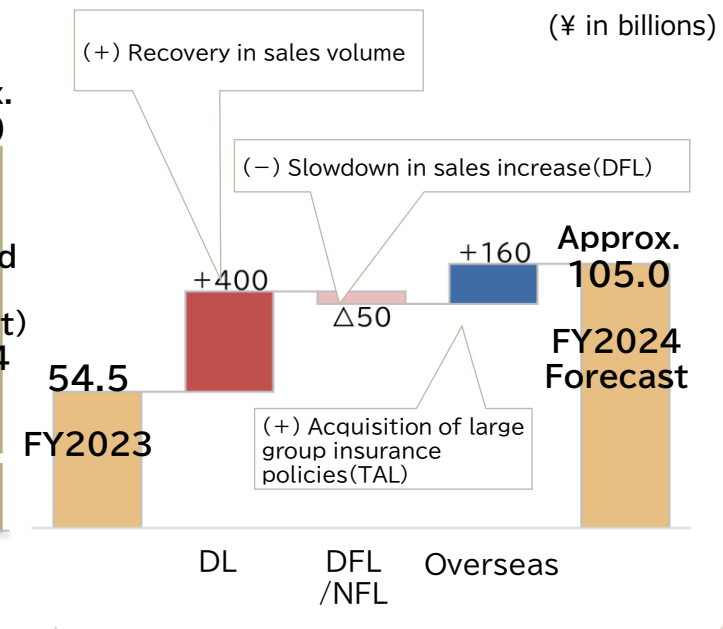 (¥ in billions)
(+) Recovery in sales volume
(−) Slowdown in sales increase(DFL)
+400
△50
+160
Approx.
105.0
FY2024
Forecast
54.5
FY2023
(+) Acquisition of large
group insurance
policies(TAL)
DL
DFL
/NFL
Overseas